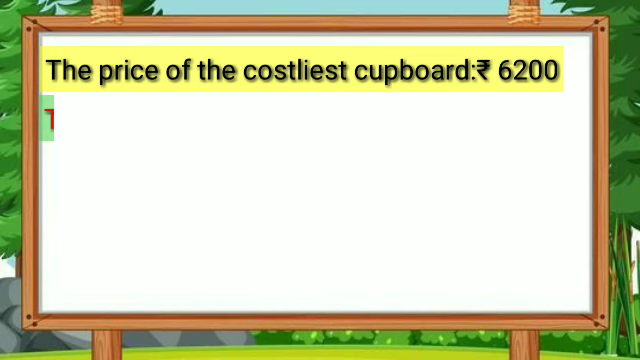 The price of the costliest cupboard:₹ 6200
T